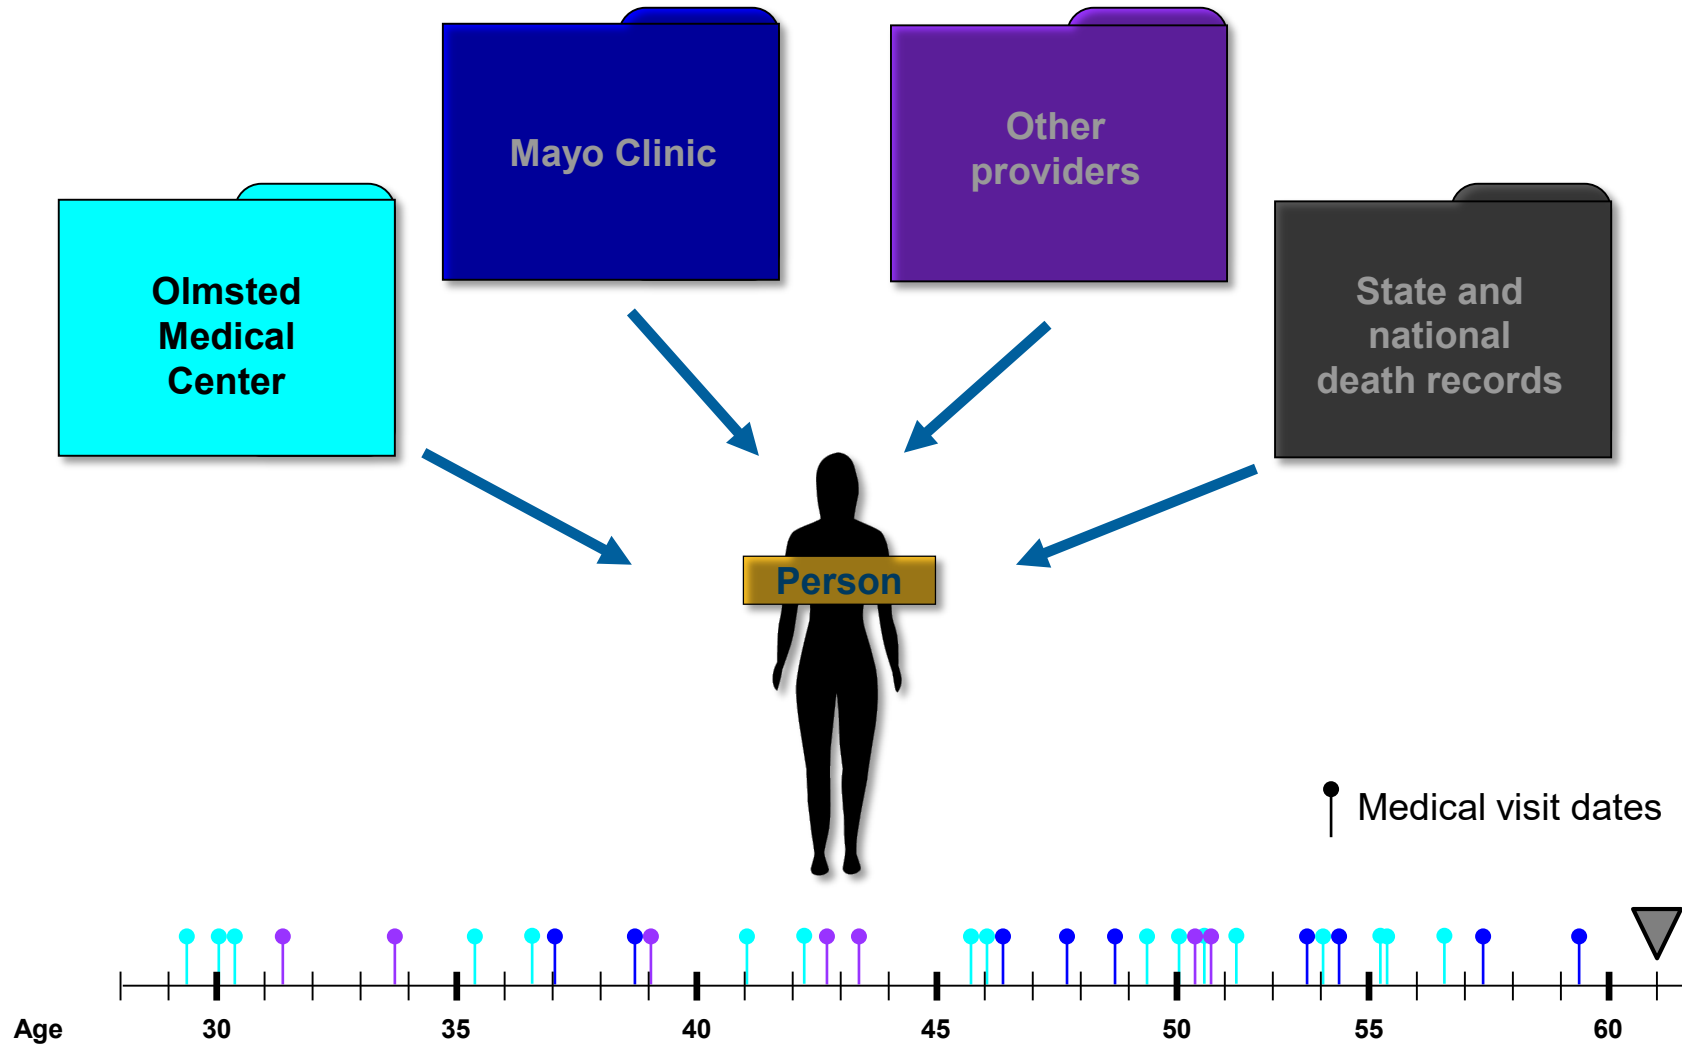 Mayo Clinic
Other
providers
Olmsted
Medical
Center
State and
national
death records
Person
Medical visit dates
Age 30 35 40 45 50 55 60